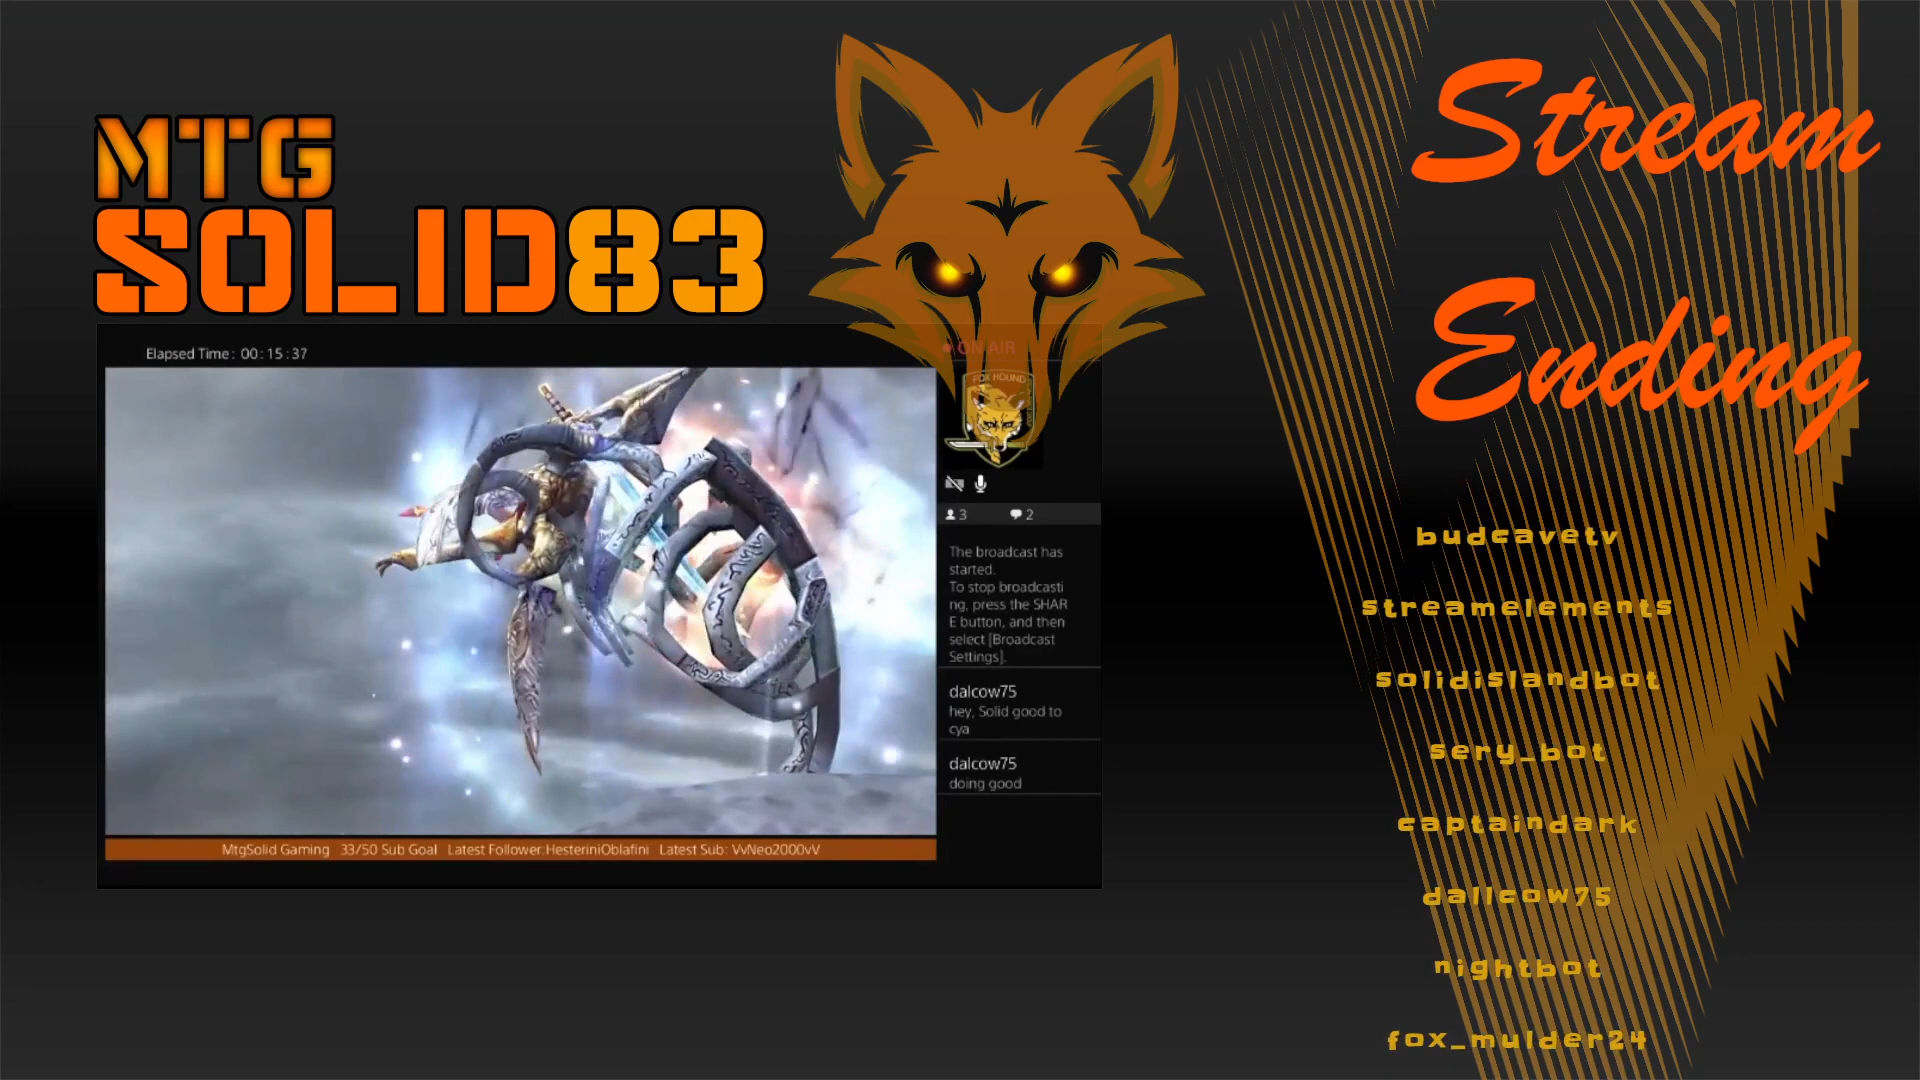 MTG
SOLID83
Stream
Ending
Elapsed Time: 00:15:37
ON AIR
FOX HOUND
3 2
The broadcast has
started.
To stop broadcasti
ng, press the SHAR
E button, and then
select [Broadcast
Settings].
dalcow75
hey, Solid good to
cya
dalcow75
doing good
MtgSolid Gaming 33/50 Sub Goal Latest Follower:HesteriniOblafini Latest Sub: VvNeo2000vV
budcavetv
streamelements
solidislandbot
sery_bot
captaindark
dallcow75
nightbot
fox_mulder24